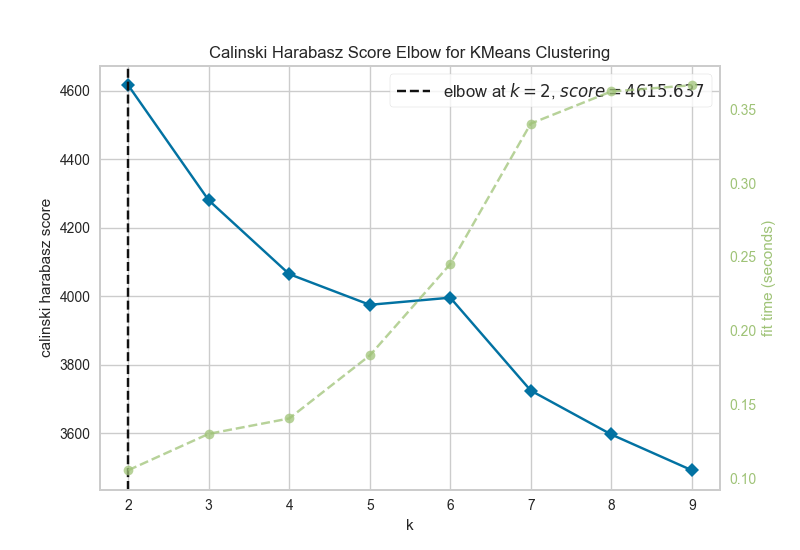 Calinski Harabasz Score Elbow for KMeans Clustering
elbow at k = 2, score = 4615.637
calinski harabasz score
4600
4400
4200
4000
3800
3600
0.35
0.30
0.25
0.20
0.15
0.10
fit time (seconds)
2 3 4 5 6 7 8 9
k